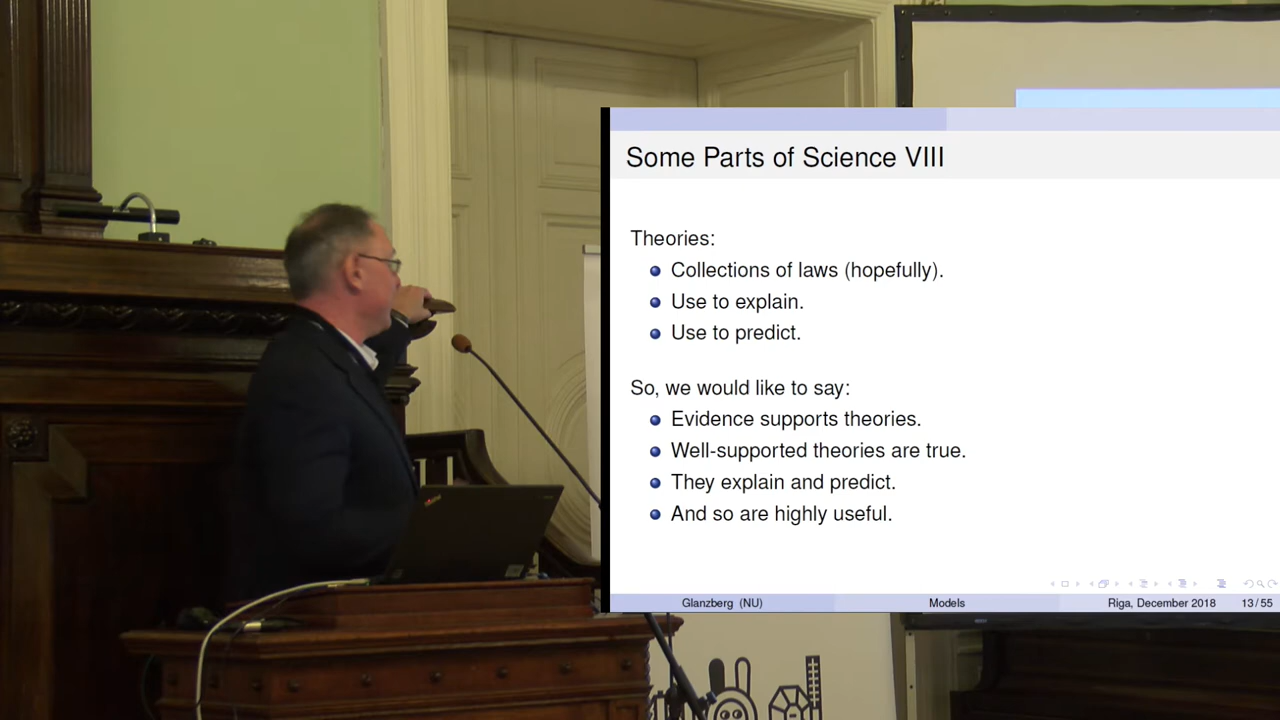 Some Parts of Science VIII
Theories:
Collections of laws (hopefully).
Use to explain.
Use to predict.
So, we would like to say:
Evidence supports theories.
Well-supported theories are true.
They explain and predict.
And so are highly useful.
Glanzberg (NU) Models Riga, December 2018 13/55